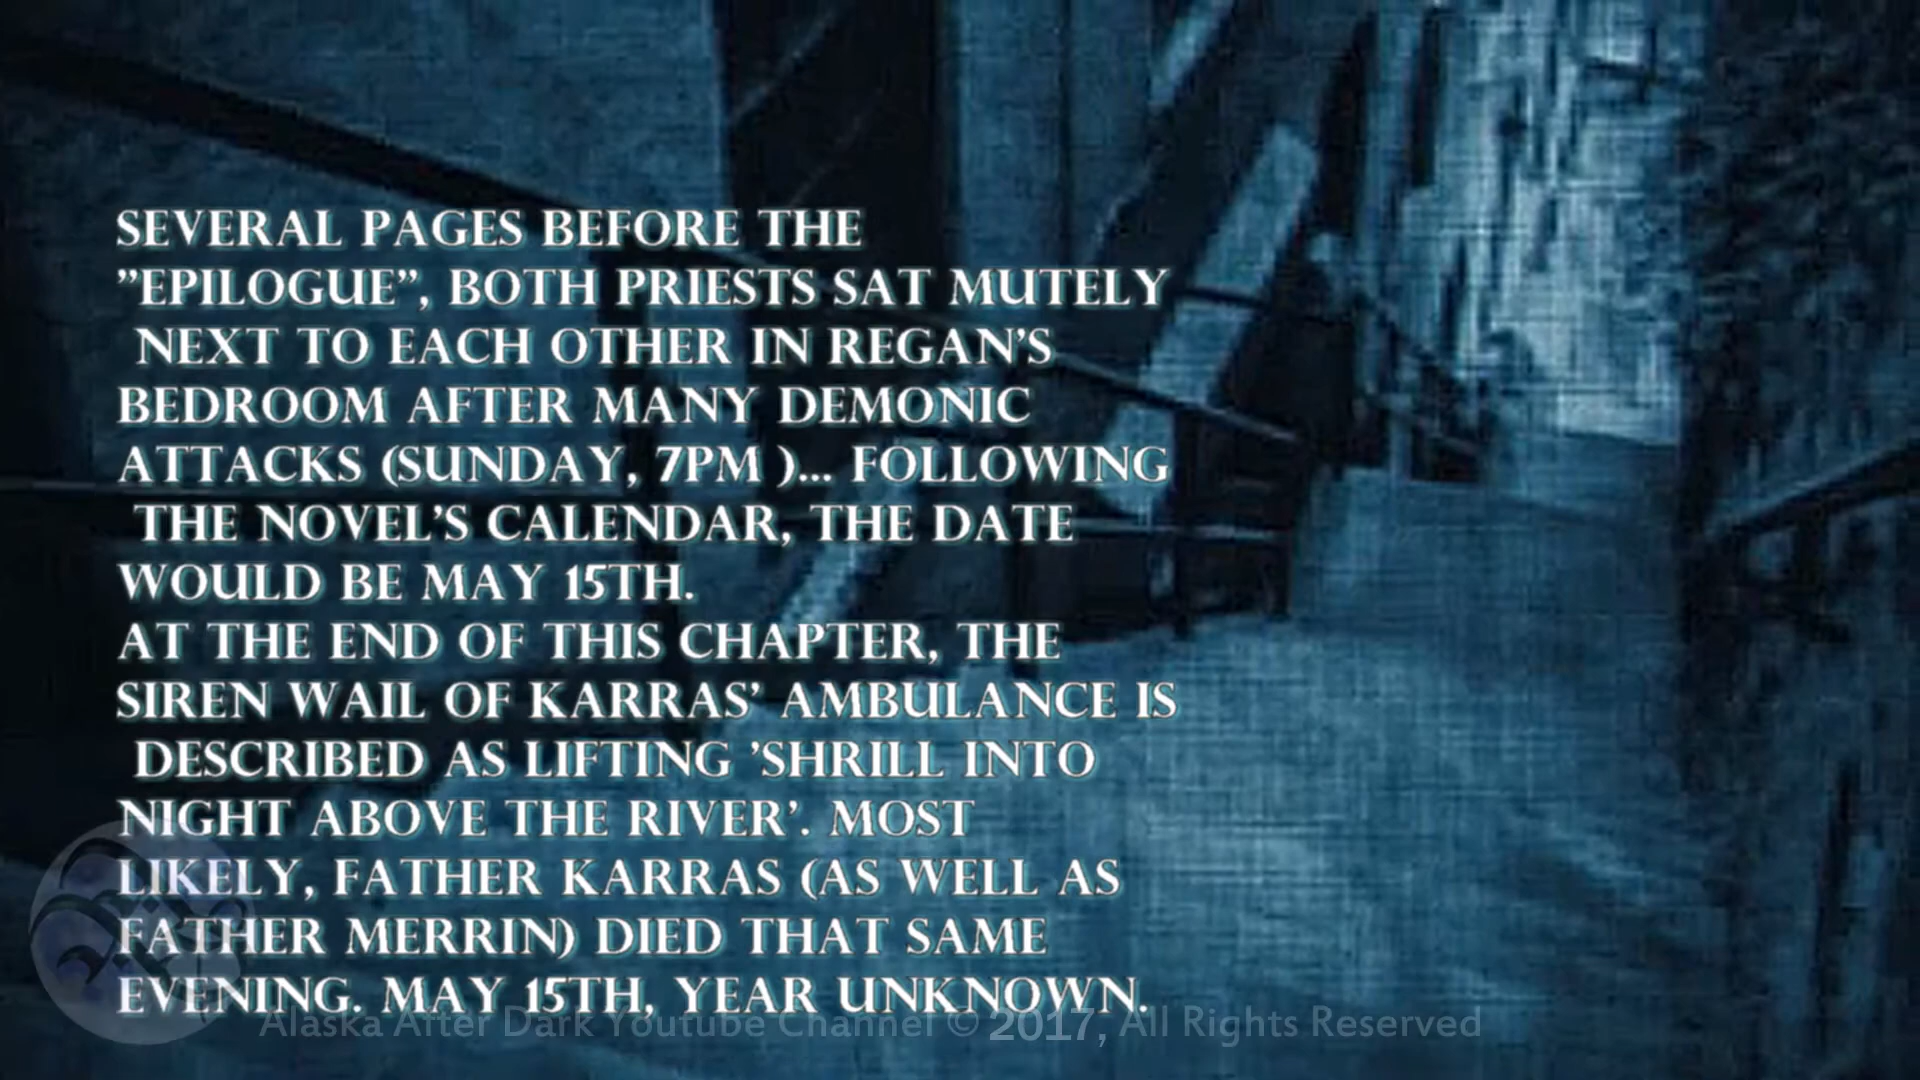 SEVERAL PAGES BEFORE THE
"EPILOGUE", BOTH PRIESTS SAT MUTELY
NEXT TO EACH OTHER IN REGAN'S
BEDROOM AFTER MANY DEMONIC
ATTACKS (SUNDAY, 7PM )... FOLLOWING
THE NOVEL'S CALENDAR, THE DATE
WOULD BE MAY 15TH.
AT THE END OF THIS CHAPTER, THE
SIREN WAIL OF KARRAS' AMBULANCE IS
DESCRIBED AS LIFTING 'SHRILL INTO
NIGHT ABOVE THE RIVER'. MOST
LIKELY, FATHER KARRAS (AS WELL AS
FATHER MERRIN) DIED THAT SAME
EVENING. MAY 15TH, YEAR UNKNOWN.
Alaska After Dark Youtube Channel © 2017, All Rights Reserved